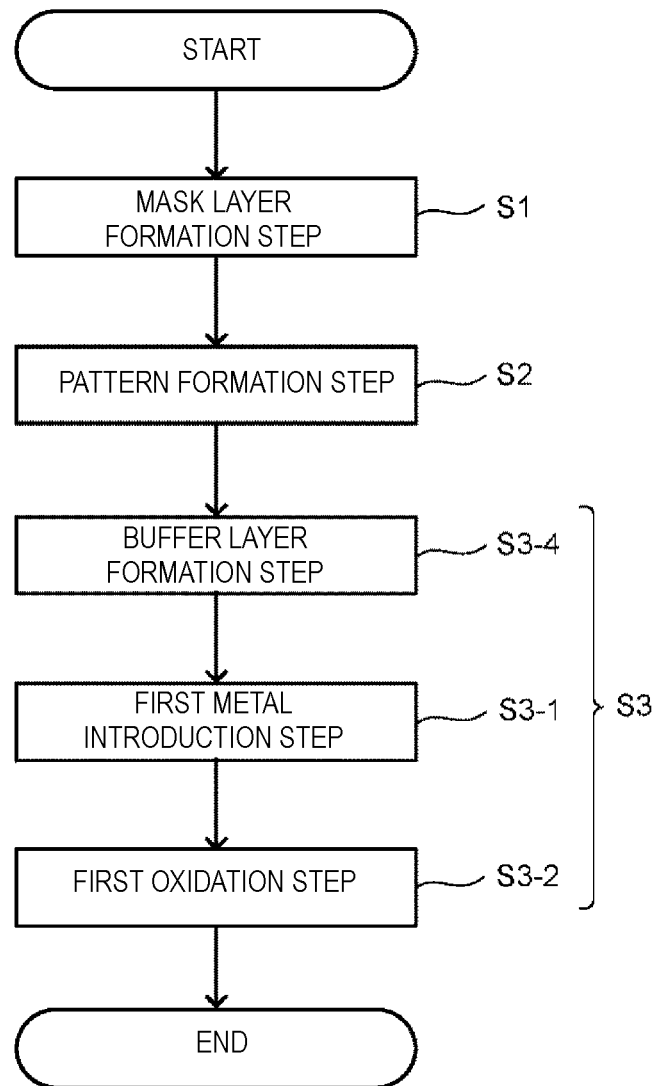 START
MASK LAYER
FORMATION STEP
S1
PATTERN FORMATION STEP
S2
BUFFER LAYER
FORMATION STEP
S3-4
FIRST METAL
INTRODUCTION STEP
S3-1
S3
FIRST OXIDATION STEP
S3-2
END